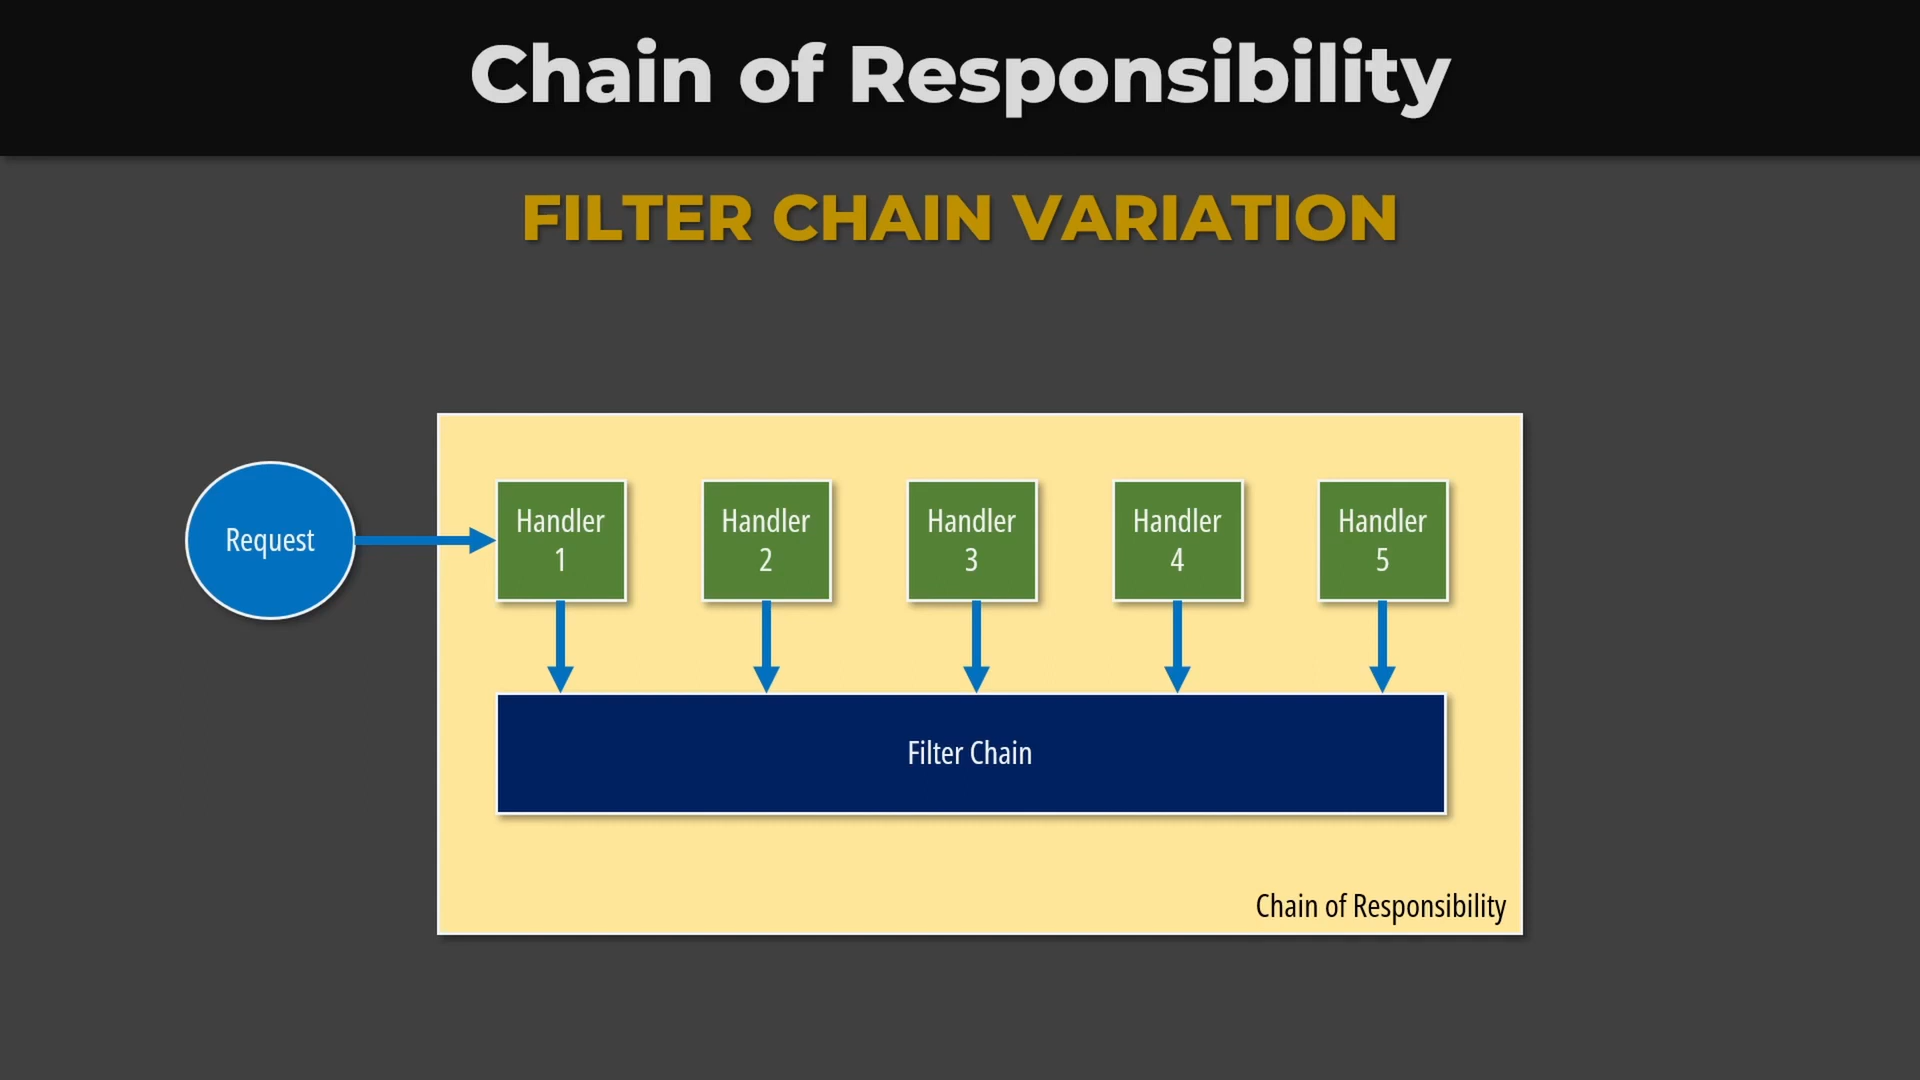 Chain of Responsibility
FILTER CHAIN VARIATION
Request
Handler
1
Handler
2
Handler
3
Handler
4
Handler
5
Filter Chain
Chain of Responsibility